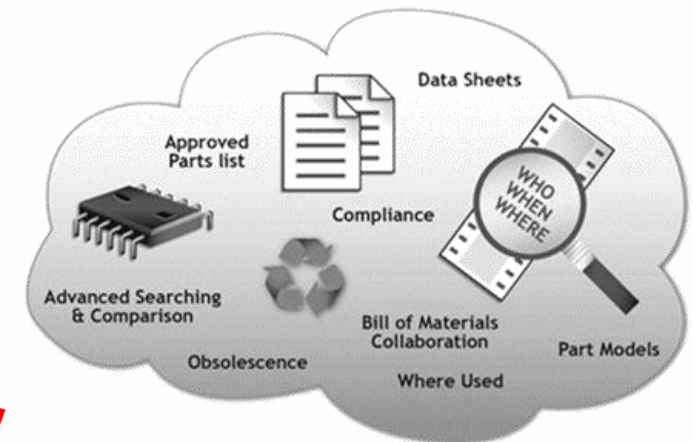 Data Sheets
Approved
Parts list
WHO
WHEN
WHERE
Compliance
Advanced Searching
& Comparison
Bill of Materials
Collaboration
Part Models
Obsolescence
Where Used